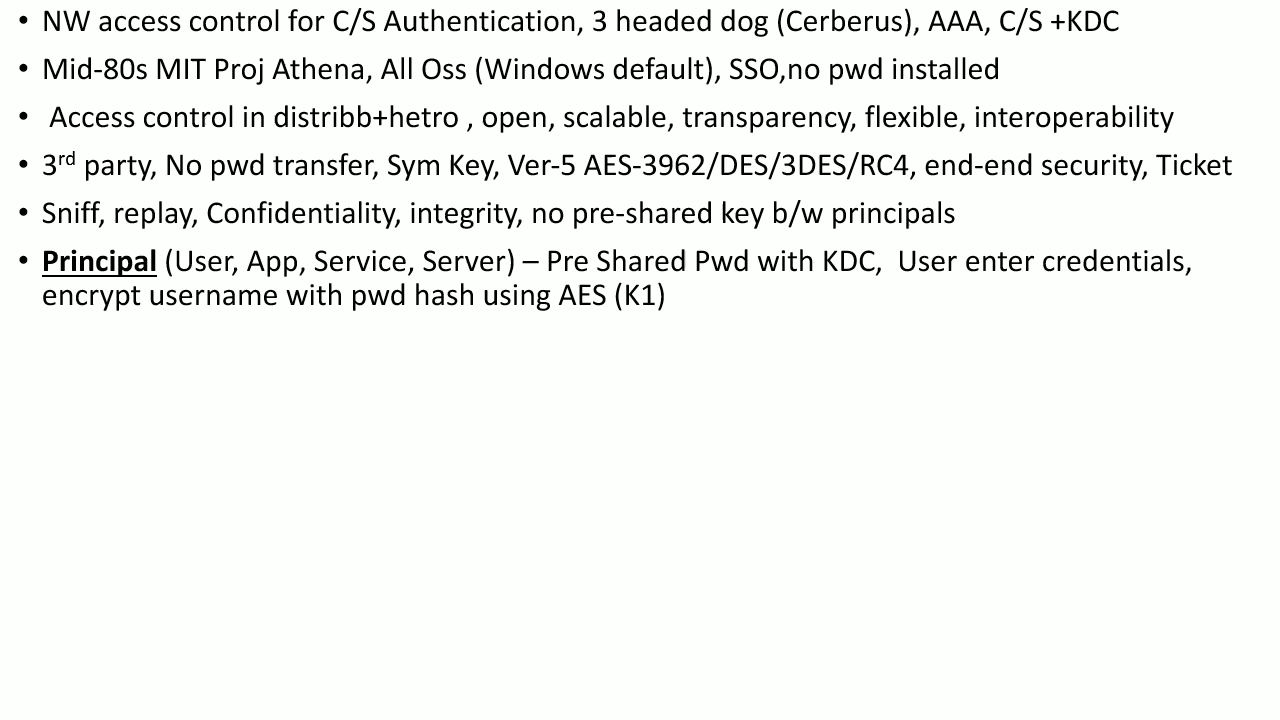 • NW access control for C/S Authentication, 3 headed dog (Cerberus), AAA, C/S +KDC
• Mid-80s MIT Proj Athena, All Oss (Windows default), SSO,no pwd installed
• Access control in distribb+hetro , open, scalable, transparency, flexible, interoperability
• 3rd party, No pwd transfer, Sym Key, Ver-5 AES-3962/DES/3DES/RC4, end-end security, Ticket
• Sniff, replay, Confidentiality, integrity, no pre-shared key b/w principals
• Principal (User, App, Service, Server) – Pre Shared Pwd with KDC,  User enter credentials,
encrypt username with pwd hash using AES (K1)